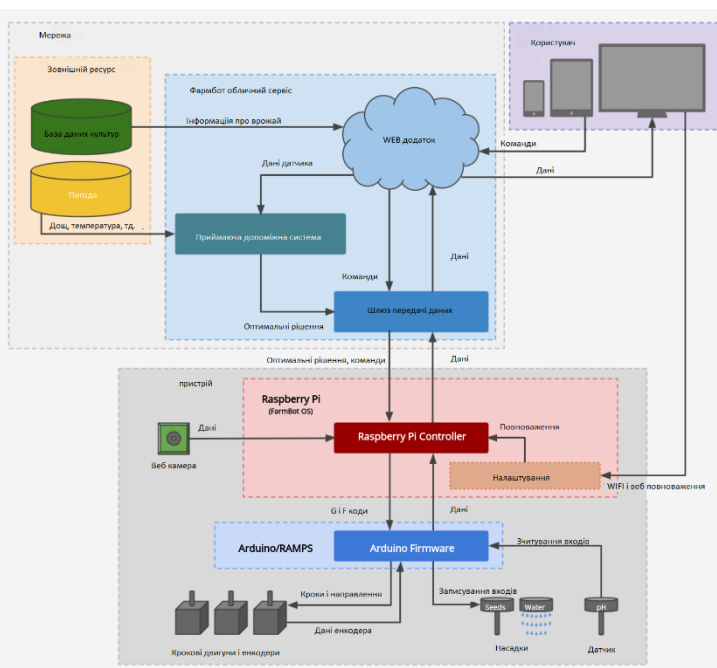 Мережа
Користувач
Зовнішній ресурс
Фармбот обличний сервіс
База даних культур
Інформаціія про врожай
WEB додаток
Команди
Дані датчика
Дані
Погода
Дощ, температура, тд.
Приймаюча допоміжна система
Дані
Команди
Шлюз передачі даних
Оптимальні рішення
Оптимальні рішення, команди
Дані
пристрій
Raspberry Pi
(FarmBot OS)
Дані
Повноваження
Raspberry Pi Controller
Веб камера
Налаштування
WIFI і веб повноваження
G і F коди
Дані
Зчитування входів
Arduino/RAMPS
Arduino Firmware
Кроки і направлення
Записування входів
Seeds
Water
pH
Дані енкодера
Крокові двигуни і енкодери
Насадки
Датчик